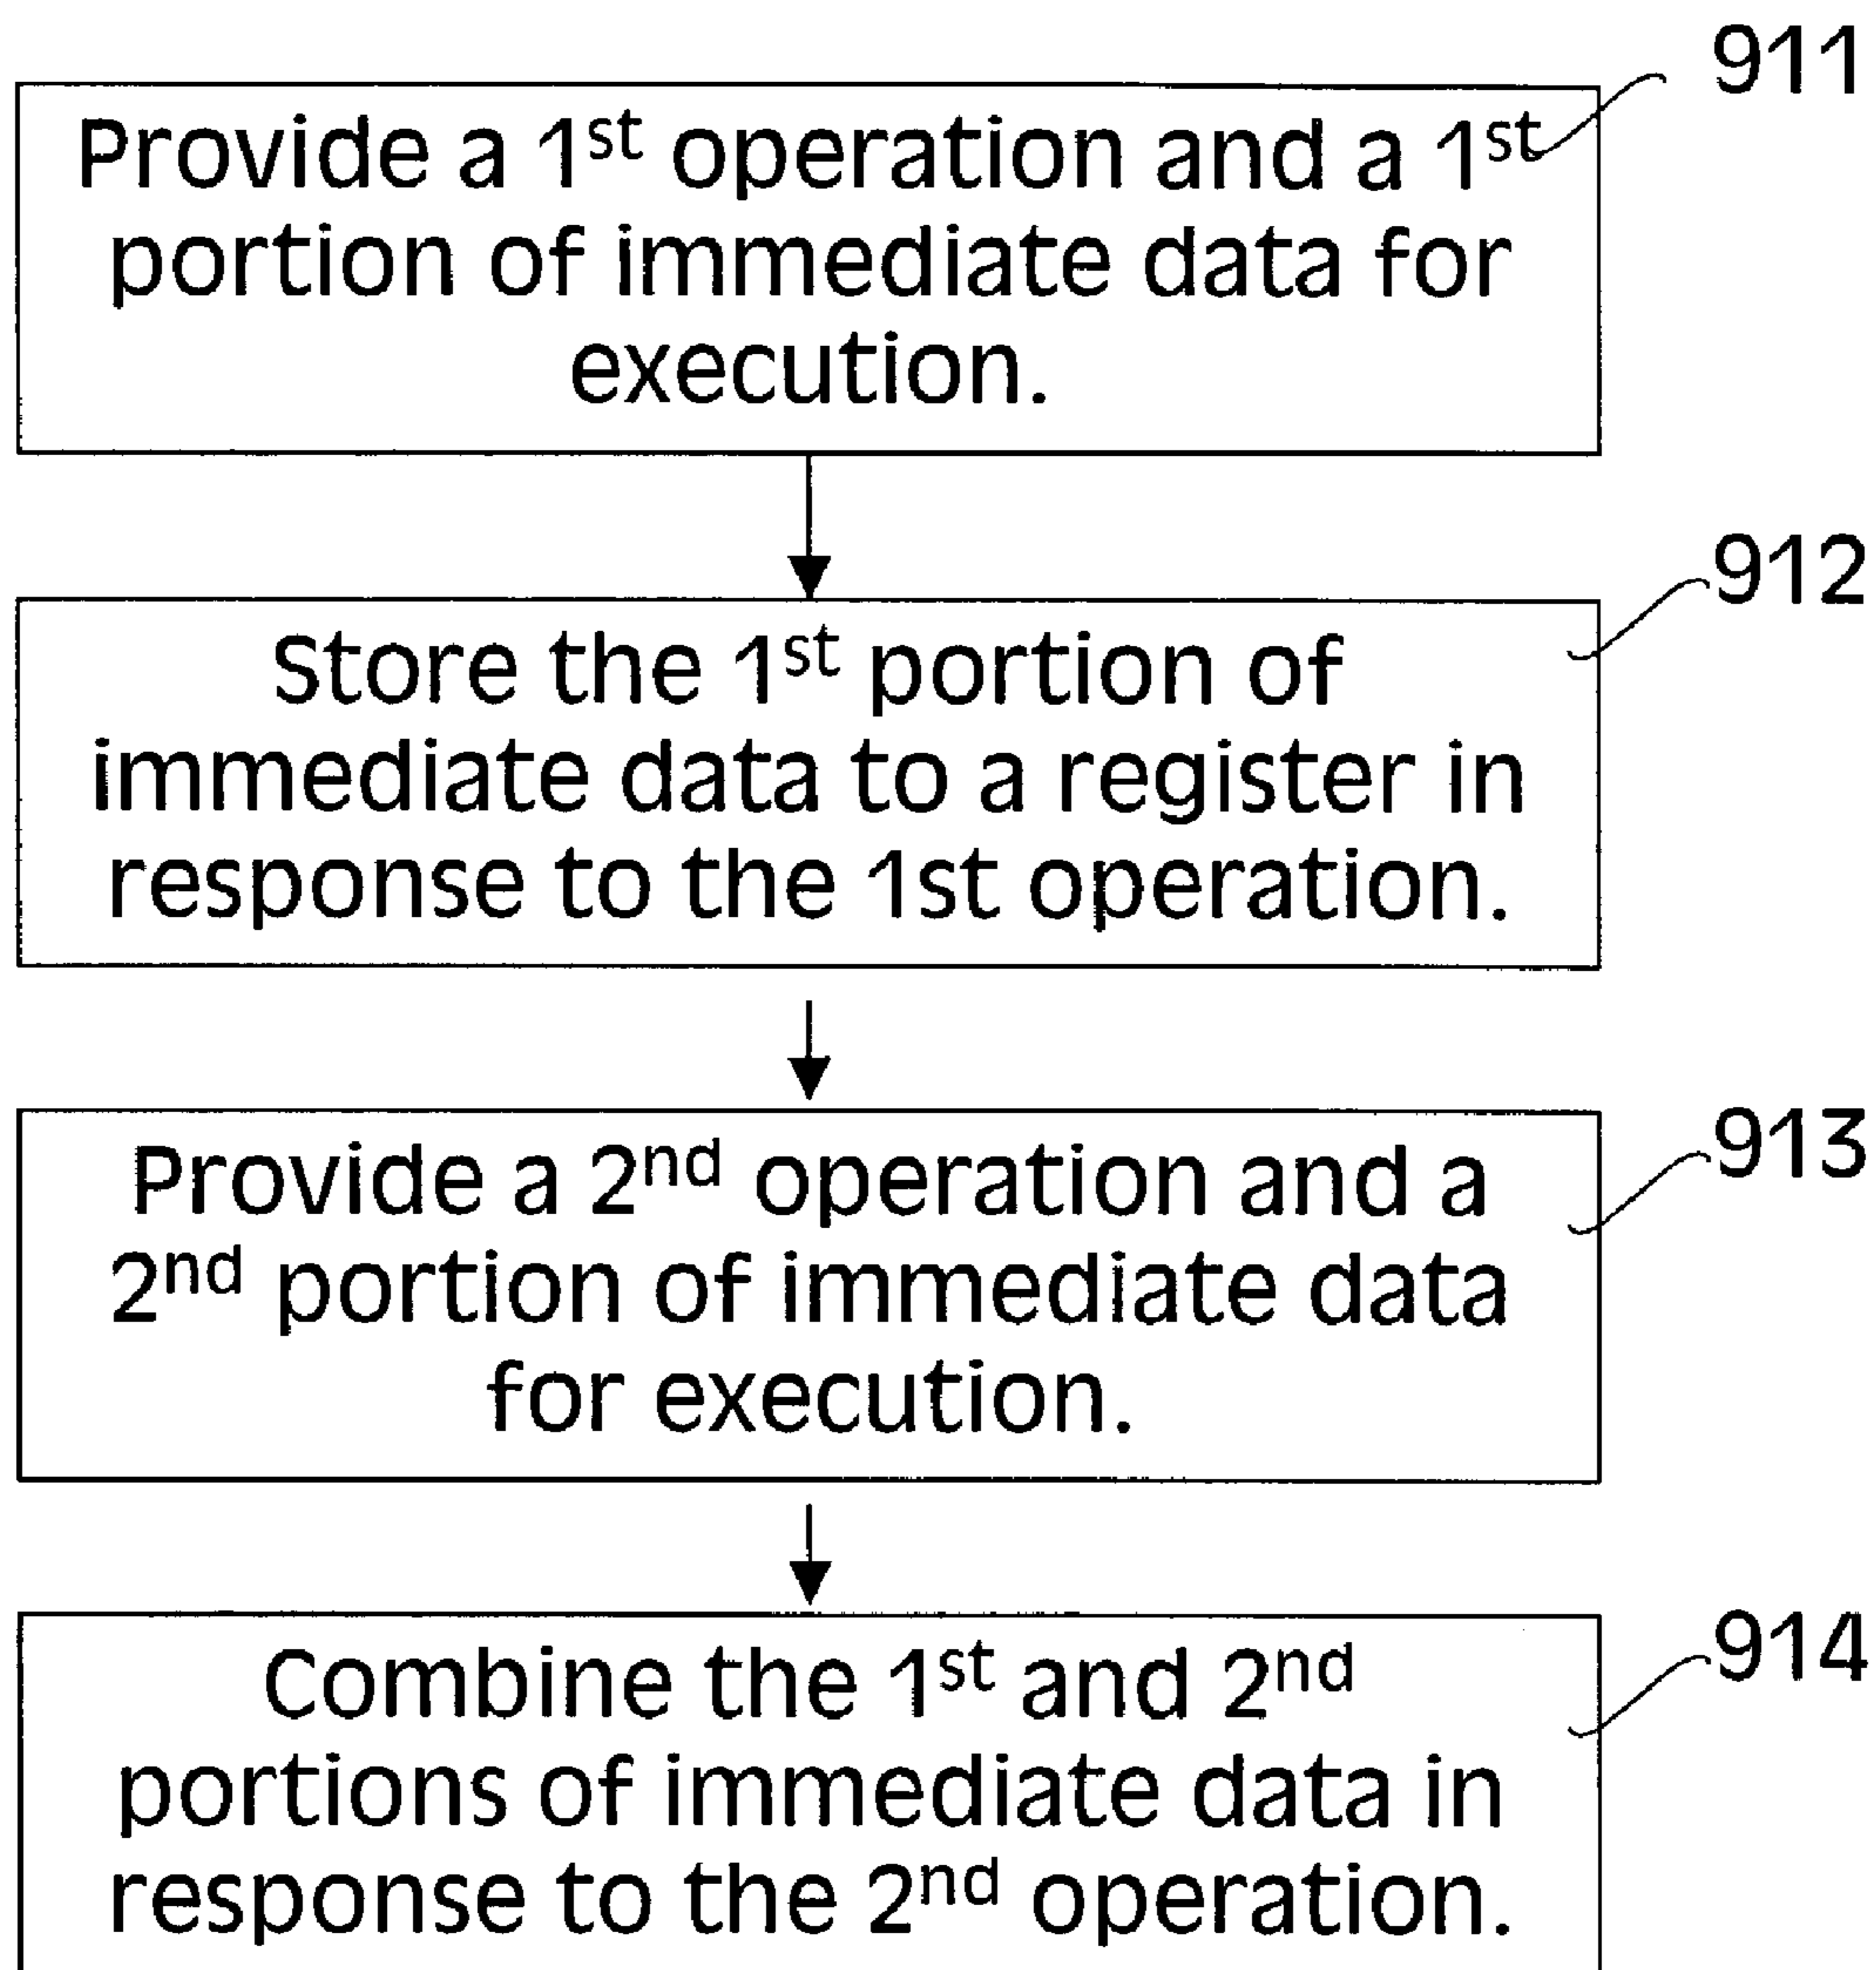 911
Provide a 1st operation and a 1st
portion of immediate data for
execution.
912
Store the 1st portion of
immediate data to a register in
response to the 1st operation.
913
Provide a 2nd operation and a
2nd portion of immediate data
for execution.
914
Combine the 1st and 2nd
portions of immediate data in
response to the 2nd operation.